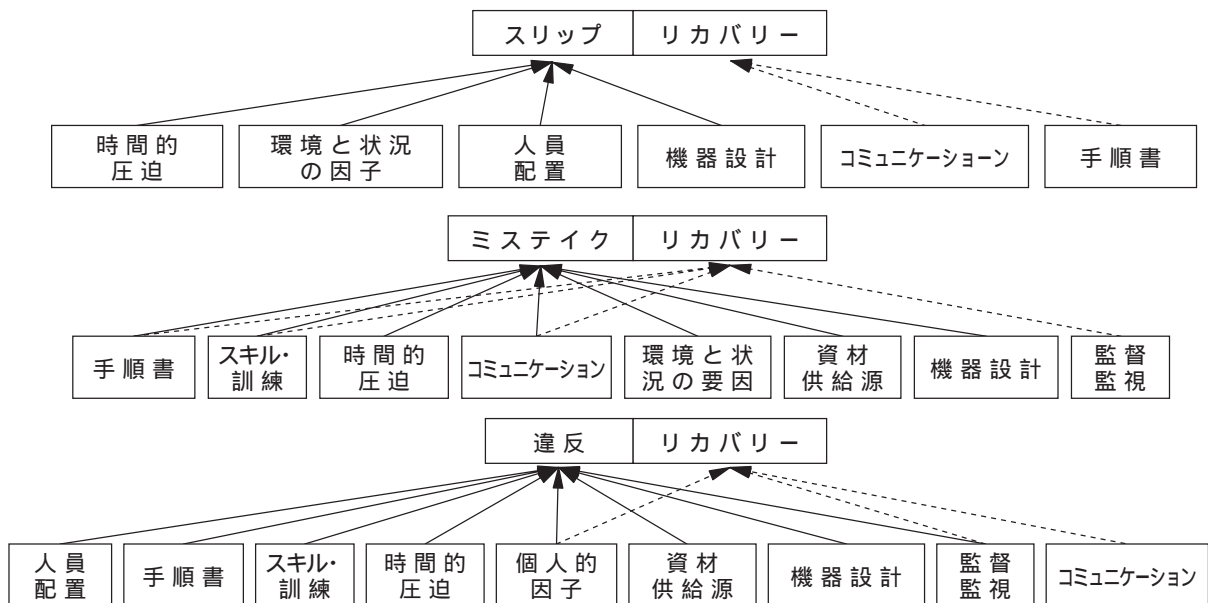 スリップ リカバリー
時間的
圧迫
環境と状況
の因子
人員
配置
機器設計
コミュニケーショーン
手順書
ミステイク リカバリー
手順書
スキル・
訓練
時間的
圧迫
コミュニケーション
環境と状
況の要因
資材
供給源
機器設計
監督
監視
違反 リカバリー
人員
配置
手順書
スキル・
訓練
時間的
圧迫
個人的
因子
資材
供給源
機器設計
監督
監視
コミュニケーション